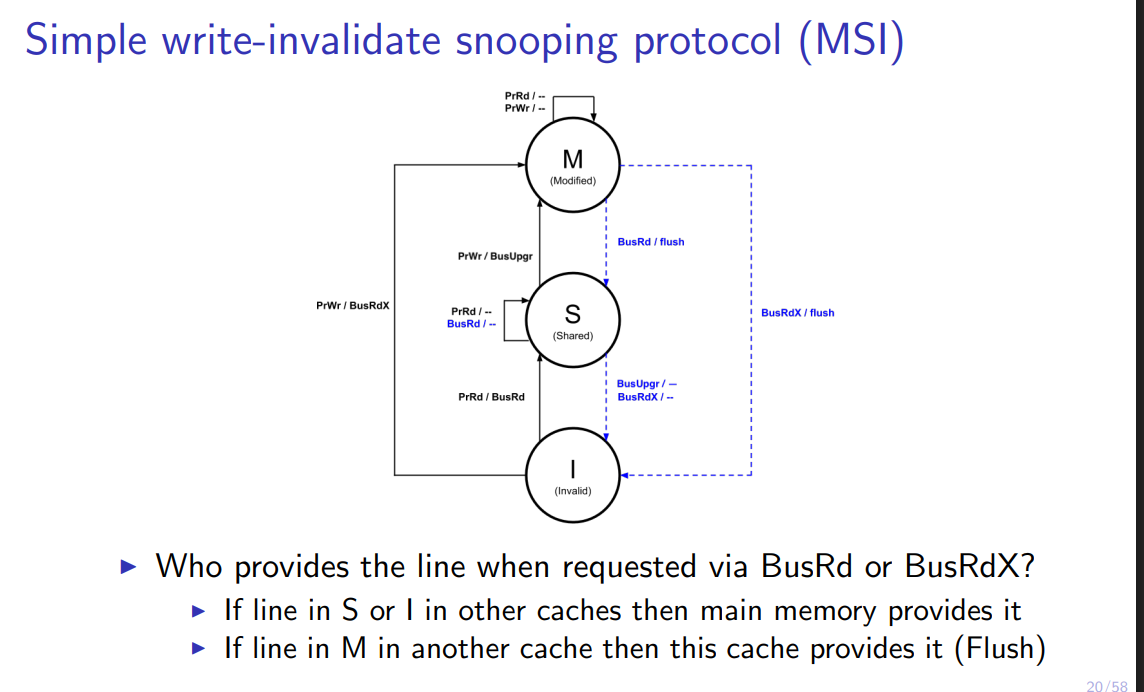 Simple write-invalidate snooping protocol (MSI)
PrRd / --
PrWr / --
M
(Modified)
BusRd / flush
PrWr / BusUpgr
PrWr / BusRdX
PrRd / --
BusRd / --
S
(Shared)
BusRdX / flush
BusUpgr / —
BusRdX / --
PrRd / BusRd
I
(Invalid)
▶ Who provides the line when requested via BusRd or BusRdX?
▶ If line in S or I in other caches then main memory provides it
▶ If line in M in another cache then this cache provides it (Flush)
20/58